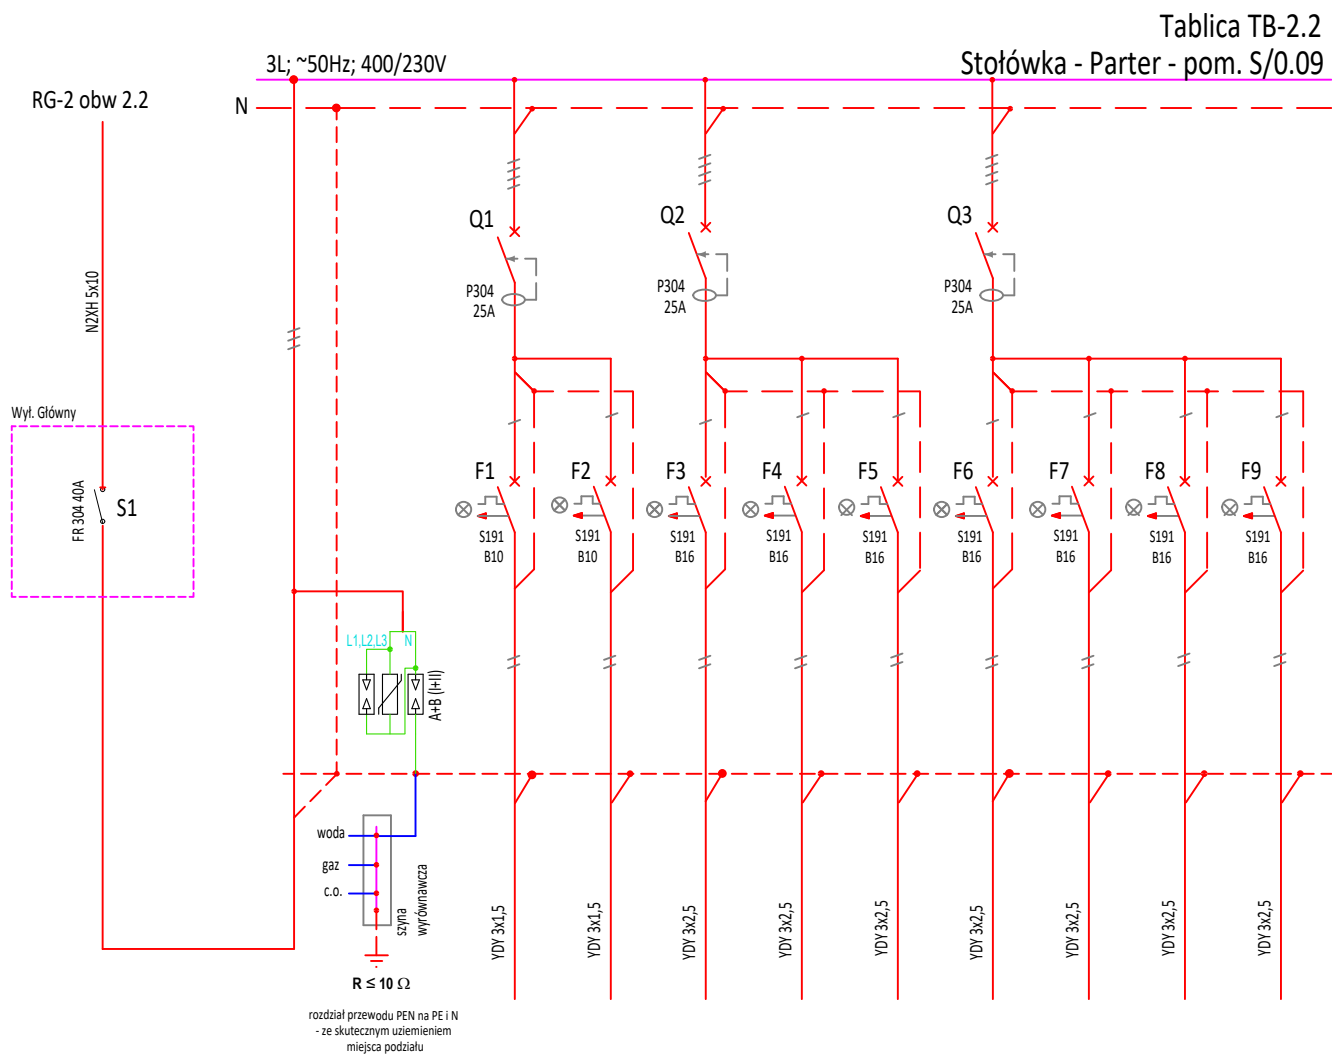 Tablica TB-2.2
Stołówka - Parter - pom. S/0.09
3L; ~50Hz; 400/230V
RG-2 obw 2.2
N
N2XH 5x10
Wył. Główny
FR 304 40A
S1
Q1
P304
25A
Q2
P304
25A
Q3
P304
25A
F1
S191
B10
F2
S191
B10
F3
S191
B16
F4
S191
B16
F5
S191
B16
F6
S191
B16
F7
S191
B16
F8
S191
B16
F9
S191
B16
L1,L2,L3
N
A+B (I+II)
woda
gaz
c.o.
szyna
wyrównawcza
R ≤ 10 Ω
rozdział przewodu PEN na PE i N
- ze skutecznym uziemieniem
miejsca podziału
YDY 3x1,5
YDY 3x1,5
YDY 3x2,5
YDY 3x2,5
YDY 3x2,5
YDY 3x2,5
YDY 3x2,5
YDY 3x2,5
YDY 3x2,5